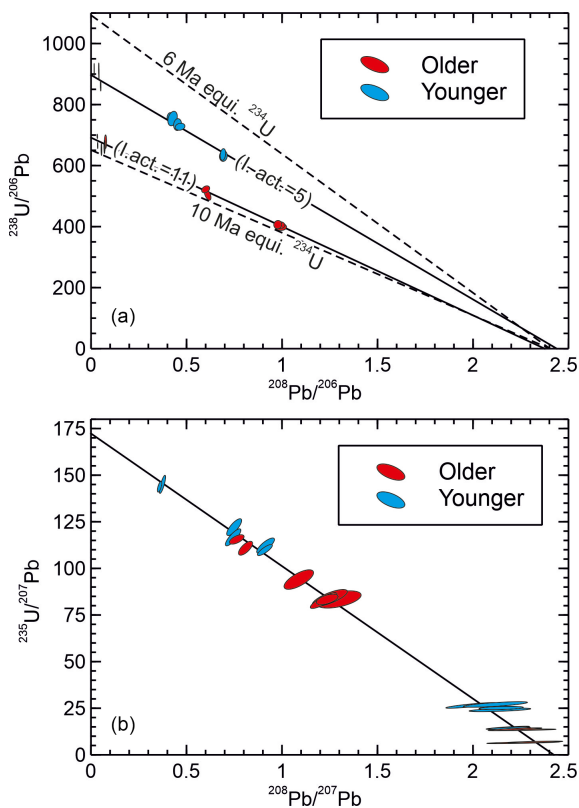 1000
800
600
400
200
0
²³⁸U/²⁰⁶Pb
6 Ma equi. ²³⁴U
Older
Younger
(I. act.=11)
(I. act.=5)
10 Ma equi. ²³⁴U
(a)
0 0.5 1 1.5 2 2.5
²⁰⁸Pb/²⁰⁶Pb
175
150
125
100
75
50
25
0
²³⁵U/²⁰⁷Pb
Older
Younger
(b)
0 0.5 1 1.5 2 2.5
²⁰⁸Pb/²⁰⁷Pb